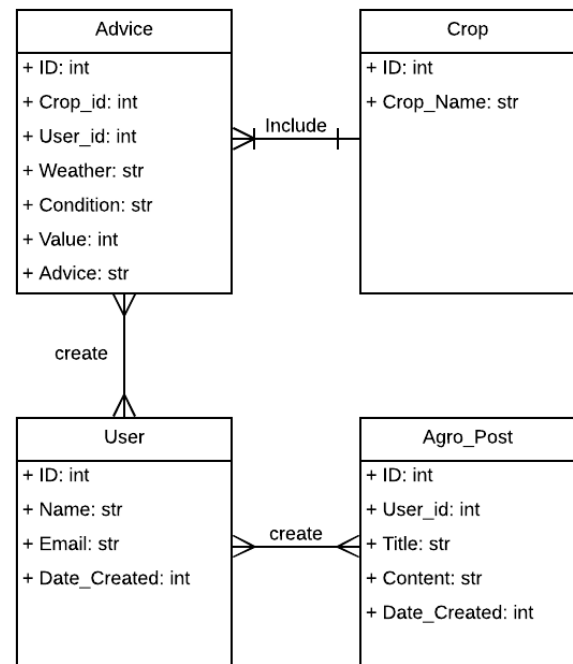 Advice
+ ID: int
+ Crop_id: int
+ User_id: int
+ Weather: str
+ Condition: str
+ Value: int
+ Advice: str
Include
Crop
+ ID: int
+ Crop_Name: str
create
User
+ ID: int
+ Name: str
+ Email: str
+ Date_Created: int
create
Agro_Post
+ ID: int
+ User_id: int
+ Title: str
+ Content: str
+ Date_Created: int